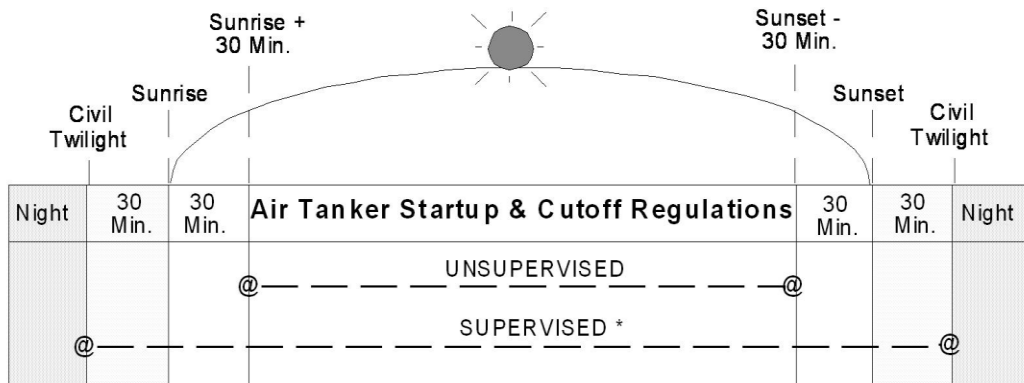 Sunrise +
30 Min.
Sunset -
30 Min.
Sunrise
Sunset
Civil
Twilight
Civil
Twilight
Night
30
Min.
30
Min.
Air Tanker Startup & Cutoff Regulations
30
Min.
30
Min.
Night
@ UNSUPERVISED @
@ SUPERVISED * @